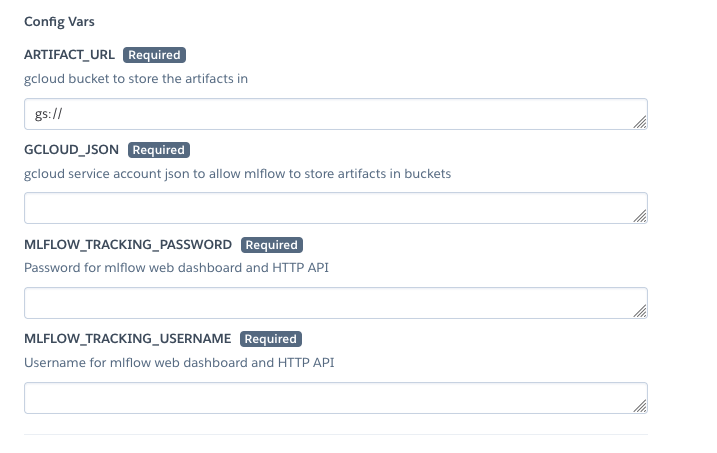 Config Vars
ARTIFACT_URL Required
gcloud bucket to store the artifacts in
gs://
GCLOUD_JSON Required
gcloud service account json to allow mlflow to store artifacts in buckets
MLFLOW_TRACKING_PASSWORD Required
Password for mlflow web dashboard and HTTP API
MLFLOW_TRACKING_USERNAME Required
Username for mlflow web dashboard and HTTP API